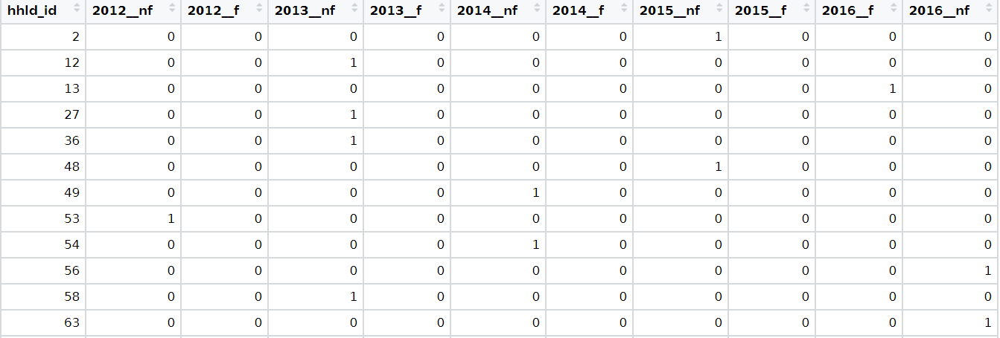 hhld_id 2012__nf 2012__f 2013__nf 2013__f 2014__nf 2014__f 2015__nf 2015__f 2016__f 2016__nf
2 0 0 0 0 0 0 1 0 0 0
12 0 0 1 0 0 0 0 0 0 0
13 0 0 0 0 0 0 0 0 1 0
27 0 0 1 0 0 0 0 0 0 0
36 0 0 1 0 0 0 0 0 0 0
48 0 0 0 0 0 0 1 0 0 0
49 0 0 0 0 1 0 0 0 0 0
53 1 0 0 0 0 0 0 0 0 0
54 0 0 0 0 1 0 0 0 0 0
56 0 0 0 0 0 0 0 0 0 1
58 0 0 1 0 0 0 0 0 0 0
63 0 0 0 0 0 0 0 0 0 1